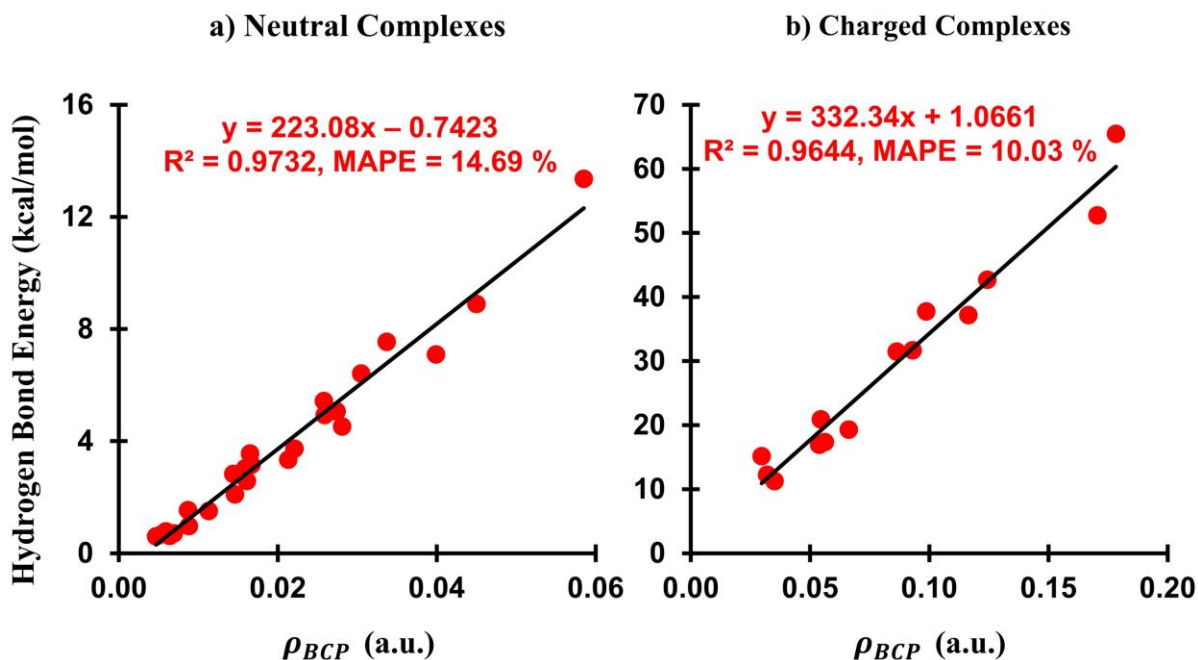 a) Neutral Complexes
Hydrogen Bond Energy (kcal/mol)
16
12
8
4
0
y = 223.08x – 0.7423
R² = 0.9732, MAPE = 14.69 %
0.00
0.02
0.04
0.06
ρBCP (a.u.)
b) Charged Complexes
70
60
50
40
30
20
10
0
y = 332.34x + 1.0661
R² = 0.9644, MAPE = 10.03 %
0.00
0.05
0.10
0.15
0.20
ρBCP (a.u.)